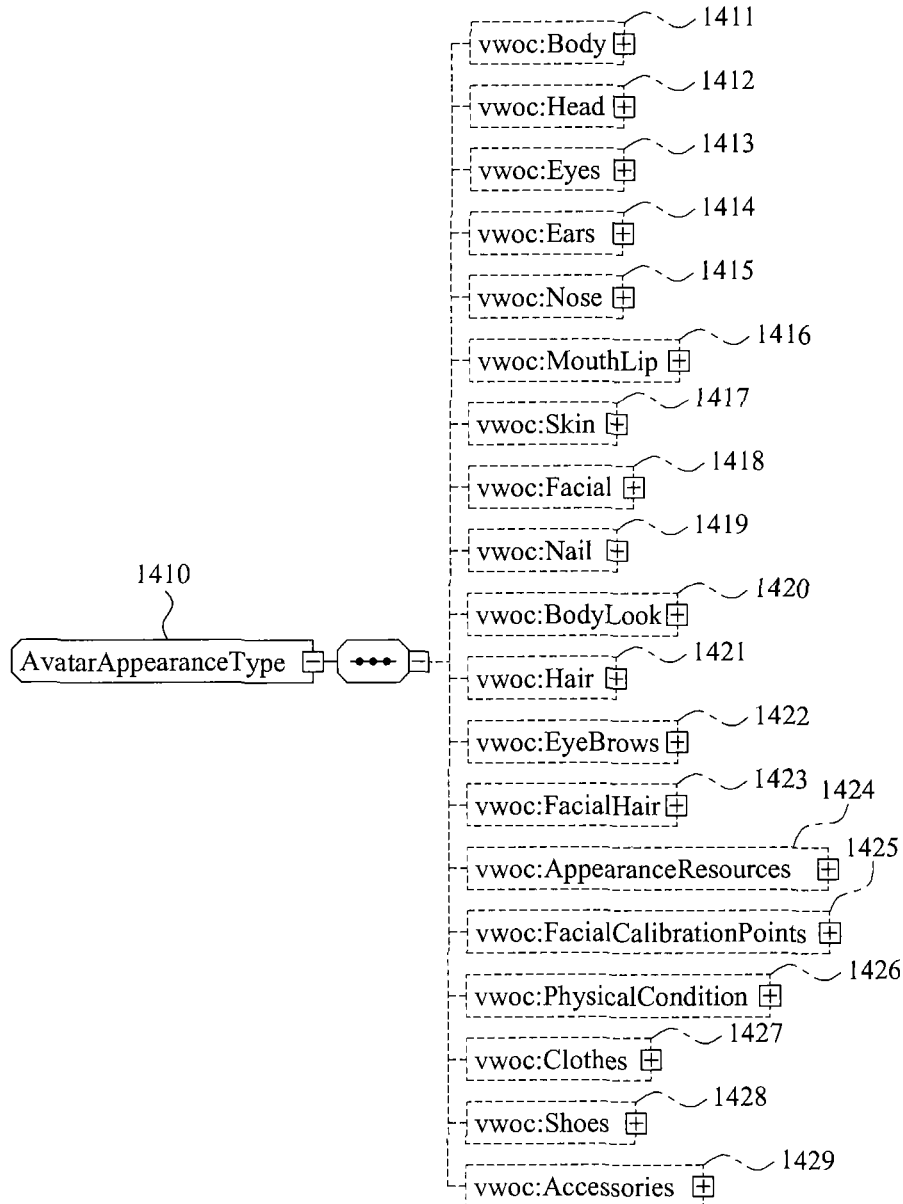 1411
vwoc:Body
1412
vwoc:Head
1413
vwoc:Eyes
1414
vwoc:Ears
1415
vwoc:Nose
1416
vwoc:MouthLip
1417
vwoc:Skin
1418
vwoc:Facial
1419
vwoc:Nail
1410
AvatarAppearanceType
1420
vwoc:BodyLook
1421
vwoc:Hair
1422
vwoc:EyeBrows
1423
vwoc:FacialHair
1424
vwoc:AppearanceResources
1425
vwoc:FacialCalibrationPoints
1426
vwoc:PhysicalCondition
1427
vwoc:Clothes
1428
vwoc:Shoes
1429
vwoc:Accessories